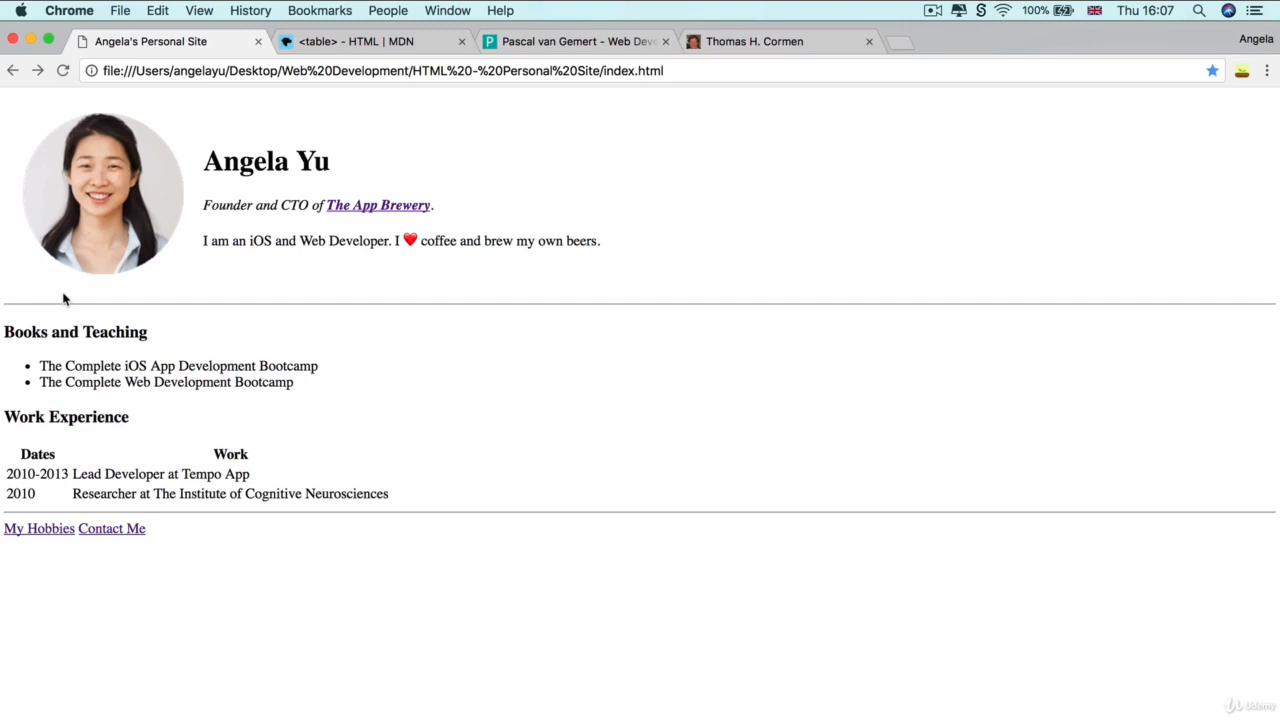 Chrome File Edit View History Bookmarks People Window Help 100% Thu 16:07
Angela's Personal Site <table> - HTML | MDN Pascal van Gemert - Web Deve Thomas H. Cormen Angela
file:///Users/angelayu/Desktop/Web%20Development/HTML%20-%20Personal%20Site/index.html
Angela Yu
Founder and CTO of The App Brewery.
I am an iOS and Web Developer. I ❤️ coffee and brew my own beers.
Books and Teaching
• The Complete iOS App Development Bootcamp
• The Complete Web Development Bootcamp
Work Experience
Dates Work
2010-2013 Lead Developer at Tempo App
2010 Researcher at The Institute of Cognitive Neurosciences
My Hobbies Contact Me
Udemy